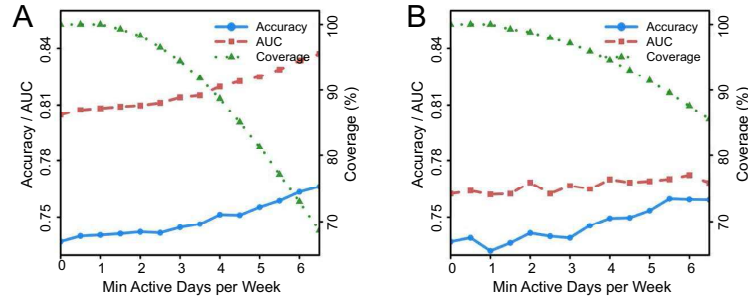 A
Accuracy
AUC
Coverage
Accuracy / AUC
0.84
0.81
0.78
0.75
Coverage (%)
100
90
80
70
0 1 2 3 4 5 6
Min Active Days per Week
B
Accuracy
AUC
Coverage
Accuracy / AUC
0.84
0.81
0.78
0.75
Coverage (%)
100
90
80
70
0 1 2 3 4 5 6
Min Active Days per Week